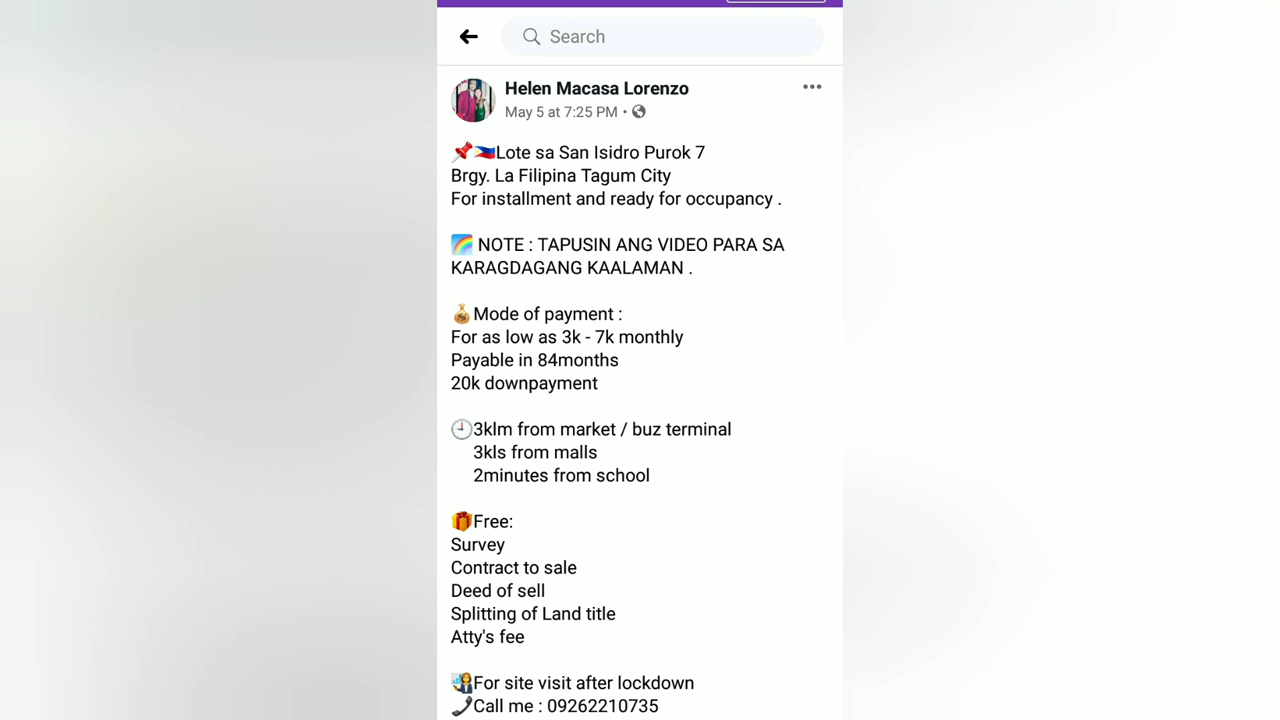 Search
Helen Macasa Lorenzo
May 5 at 7:25 PM •
📌🇵🇭Lote sa San Isidro Purok 7
Brgy. La Filipina Tagum City
For installment and ready for occupancy .
🌈 NOTE : TAPUSIN ANG VIDEO PARA SA
KARAGDAGANG KAALAMAN .
💰Mode of payment :
For as low as 3k - 7k monthly
Payable in 84months
20k downpayment
🕘3klm from market / buz terminal
3kls from malls
2minutes from school
🎁Free:
Survey
Contract to sale
Deed of sell
Splitting of Land title
Atty's fee
For site visit after lockdown
Call me : 09262210735